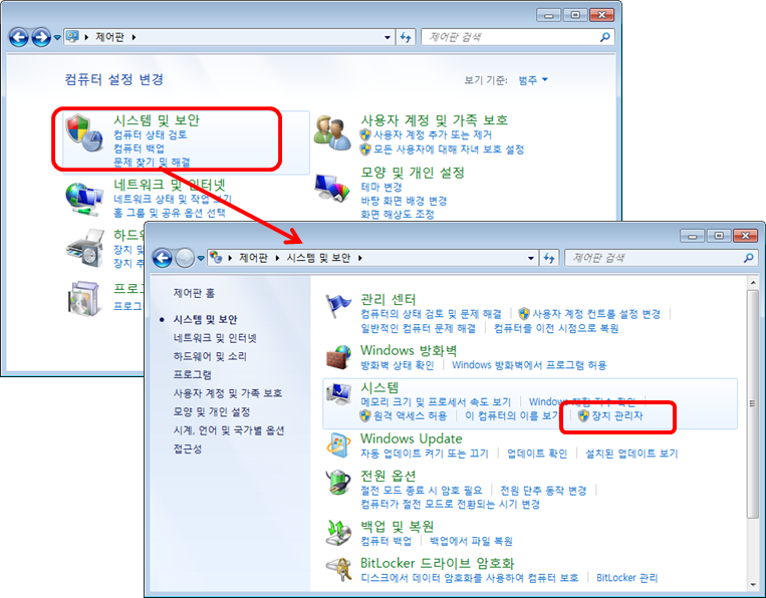 제어판
제어판 검색
컴퓨터 설정 변경
보기 기준: 범주
시스템 및 보안
컴퓨터 상태 검토
컴퓨터 백업
문제 찾기 및 해결
네트워크 및 인터넷
네트워크 상태 및 작업 보기
홈 그룹 및 공유 옵션 선택
하드
장치 및
장치 추
프로그
프로그
사용자 계정 및 가족 보호
사용자 계정 추가 또는 제거
모든 사용자에 대해 자녀 보호 설정
모양 및 개인 설정
테마 변경
바탕 화면 배경 변경
화면 해상도 조정
제어판 시스템 및 보안
제어판 검색
제어판 홈
시스템 및 보안
네트워크 및 인터넷
하드웨어 및 소리
프로그램
사용자 계정 및 가족 보호
모양 및 개인 설정
시계, 언어 및 국가별 옵션
접근성
관리 센터
컴퓨터의 상태 검토 및 문제 해결 사용자 계정 컨트롤 설정 변경
일반적인 컴퓨터 문제 해결 컴퓨터를 이전 시점으로 복원
Windows 방화벽
방화벽 상태 확인 Windows 방화벽에서 프로그램 허용
시스템
메모리 크기 및 프로세서 속도 보기 Windows 체험 지수 확인
원격 액세스 허용 이 컴퓨터의 이름 보기 장치 관리자
Windows Update
자동 업데이트 켜기 또는 끄기 업데이트 확인 설치된 업데이트 보기
전원 옵션
절전 모드 종료 시 암호 필요 전원 단추 동작 변경
컴퓨터가 절전 모드로 전환되는 시기 변경
백업 및 복원
컴퓨터 백업 백업에서 파일 복원
BitLocker 드라이브 암호화
디스크에서 데이터 암호화를 사용하여 컴퓨터 보호 BitLocker 관리